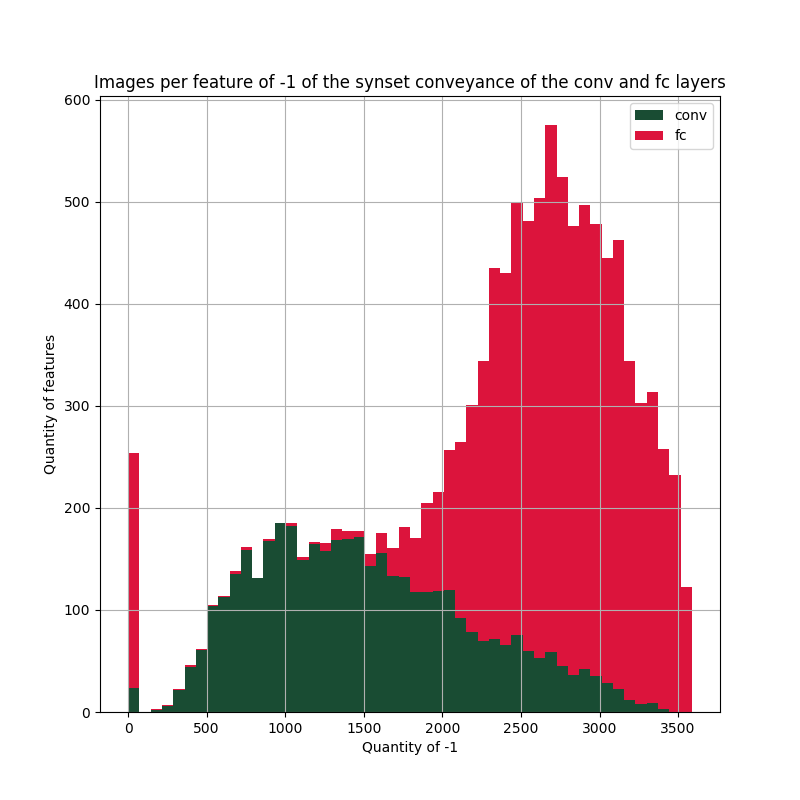 Images per feature of -1 of the synset conveyance of the conv and fc layers
conv
fc
600
500
400
300
200
100
0
Quantity of features
0 500 1000 1500 2000 2500 3000 3500
Quantity of -1